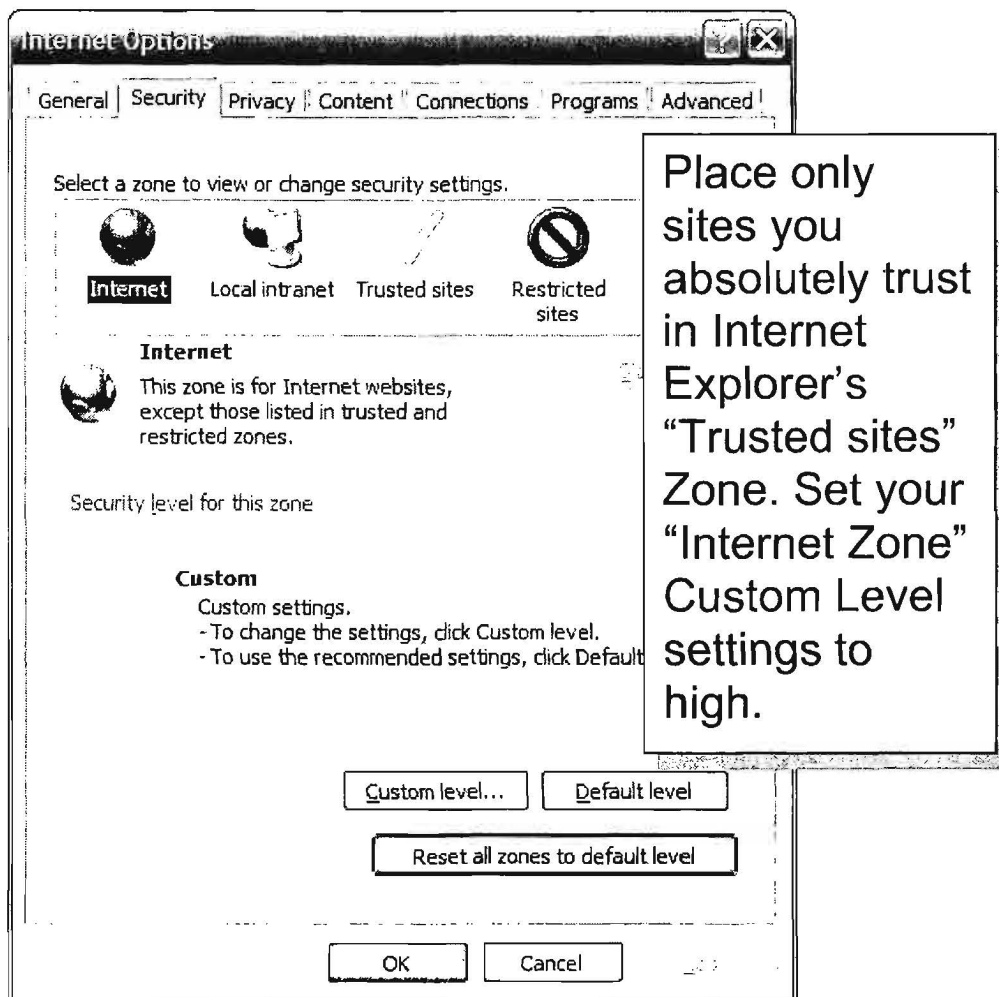 Internet Options
General Security Privacy Content Connections Programs Advanced
Select a zone to view or change security settings.
Internet Local intranet Trusted sites Restricted sites
Internet
This zone is for Internet websites,
except those listed in trusted and
restricted zones.
Security level for this zone
Custom
Custom settings.
- To change the settings, click Custom level.
- To use the recommended settings, click Default
Custom level... Default level
Reset all zones to default level
OK Cancel
Place only
sites you
absolutely trust
in Internet
Explorer's
“Trusted sites”
Zone. Set your
“Internet Zone”
Custom Level
settings to
high.